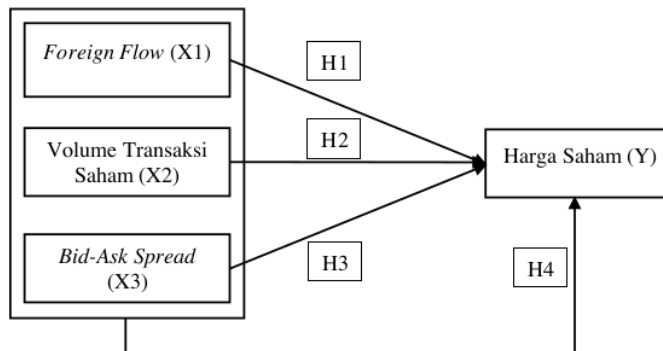 Foreign Flow (X1)
H1
Volume Transaksi
Saham (X2)
H2
Harga Saham (Y)
Bid-Ask Spread
(X3)
H3
H4